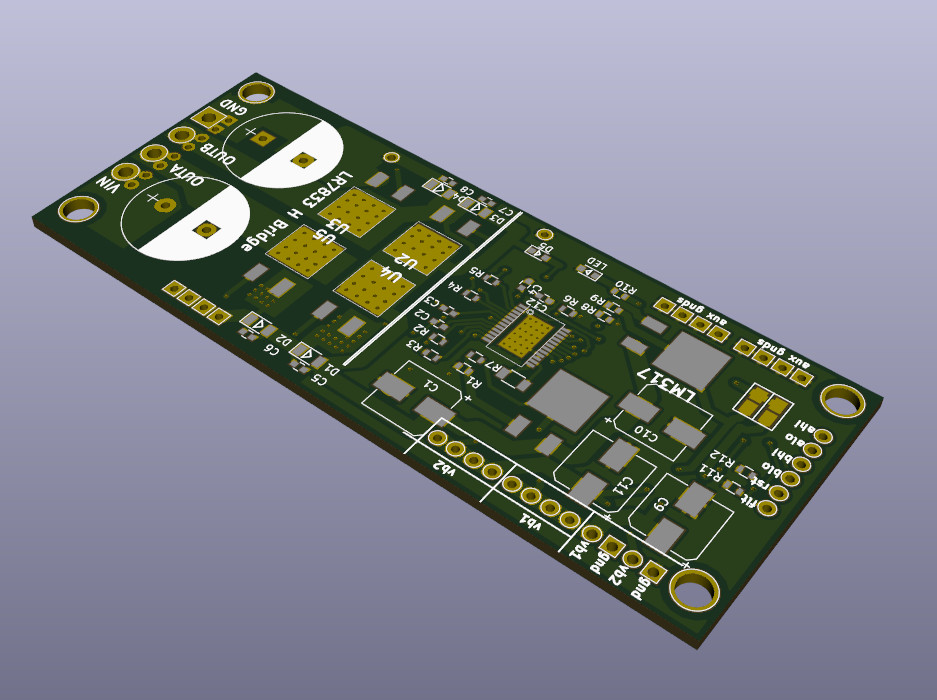 GND
OUTB
OUTA
VIN
LR7833 H Bridge
U3
U5
U2
U4
C8
D4
C7
D3
D5
LED
R10
R9
R8
R6
C12
R5
R4
C3
C2
R2
R3
R1
R7
C1
C6
D2
D1
C5
aux gnds
aux gnds
LM317
C10
C11
C9
R12
R11
ahi
alo
bhi
blo
rst
flt
vb2
vb1
vb1
gnd
vb2
gnd